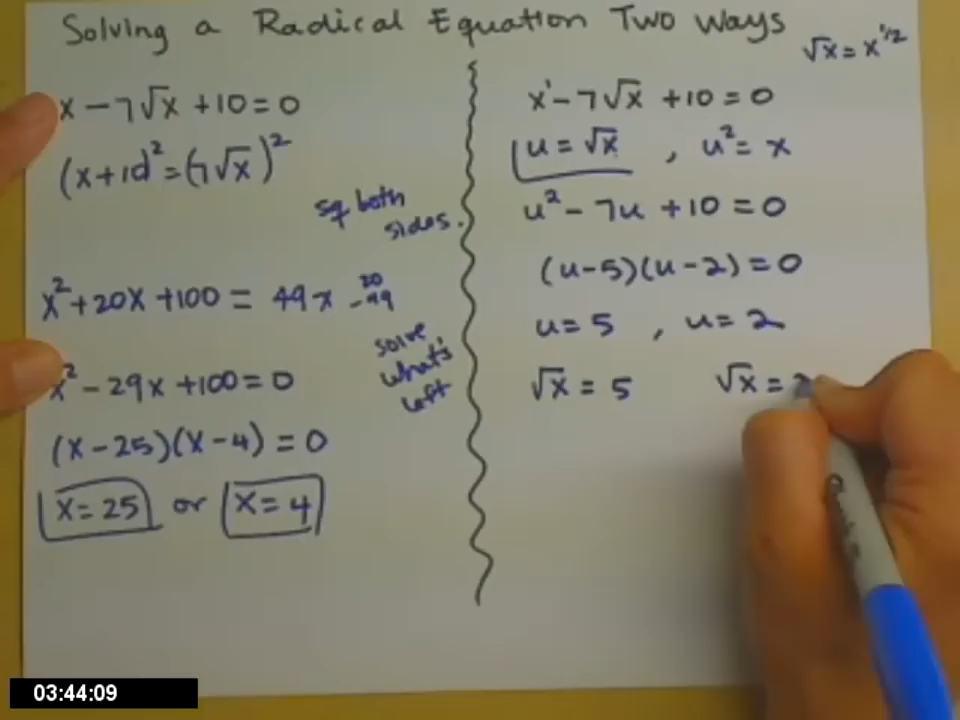 Solving a Radical Equation Two Ways
√x = x^1/2
x − 7√x + 10 = 0
(x + 10)² = (7√x)²
sq both
sides.
x² + 20x + 100 = 49x
20
−49
solve
what's
left
x² − 29x + 100 = 0
(x − 25)(x − 4) = 0
x = 25 or x = 4
x¹ − 7√x + 10 = 0
u = √x , u² = x
u² − 7u + 10 = 0
(u − 5)(u − 2) = 0
u = 5 , u = 2
√x = 5 √x = 2
03:44:09